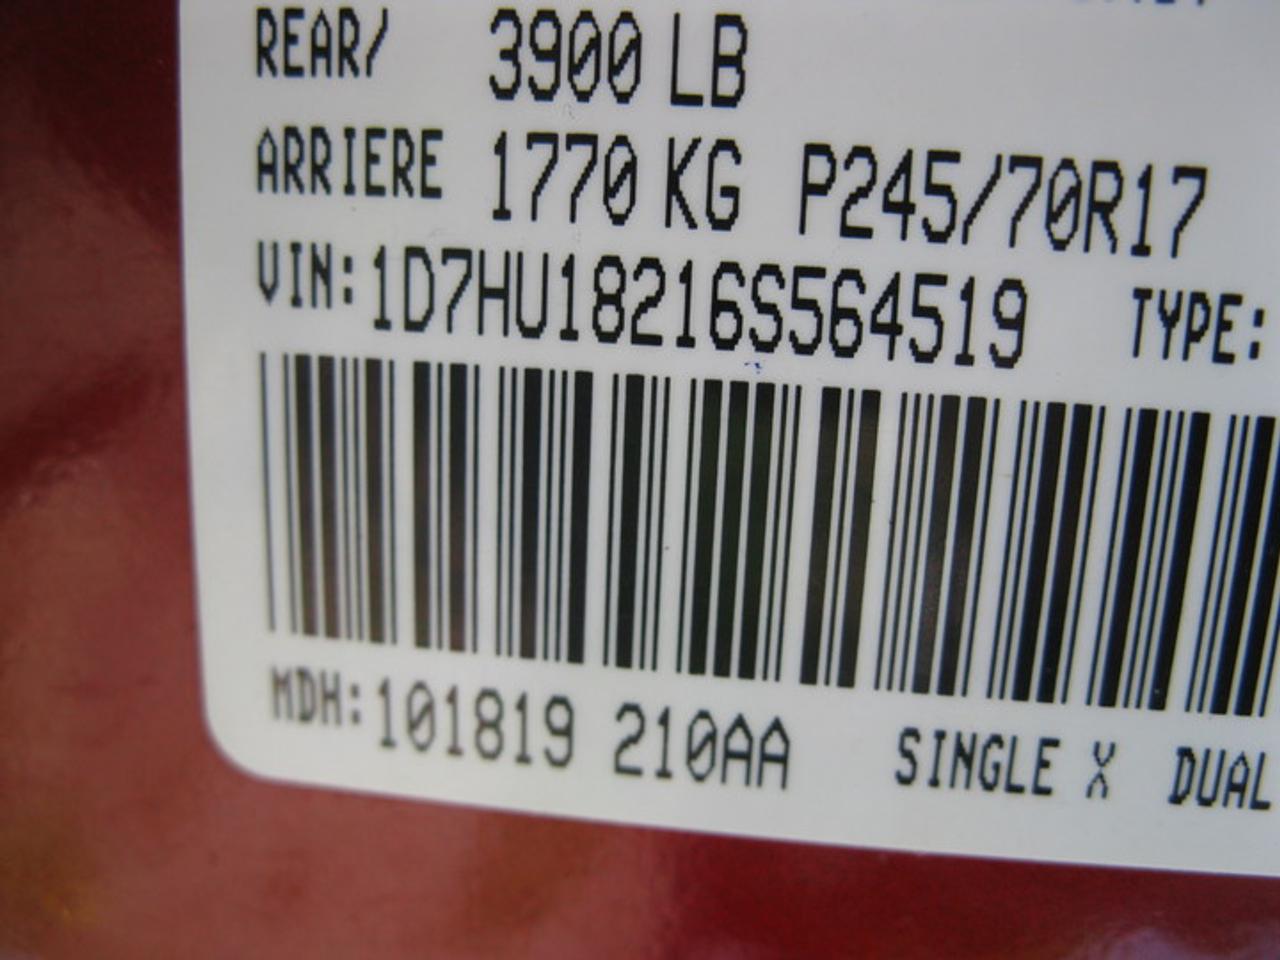 REAR/ 3900 LB
ARRIERE 1770 KG P245/70R17
VIN: 1D7HU18216S564519 TYPE:
MDH: 101819 210AA SINGLE X DUAL